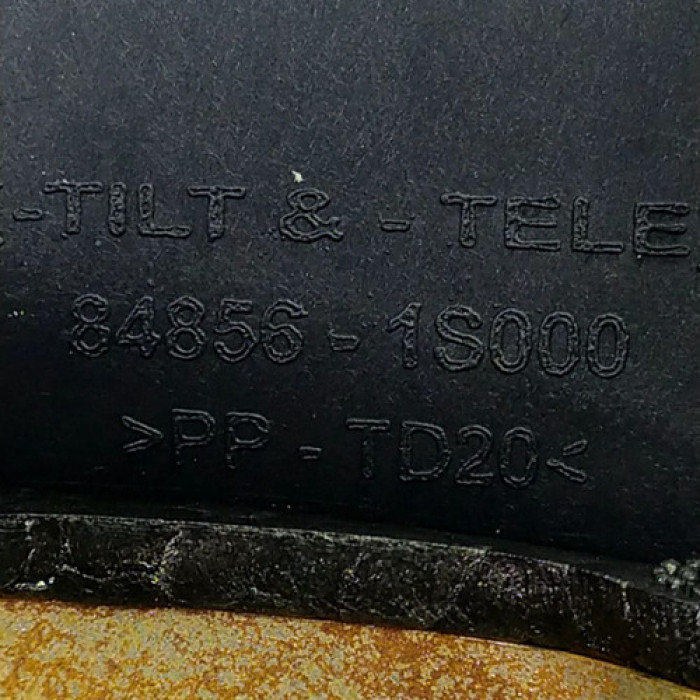 -TILT & - TELE
84856 - 1S000
>PP - TD20<